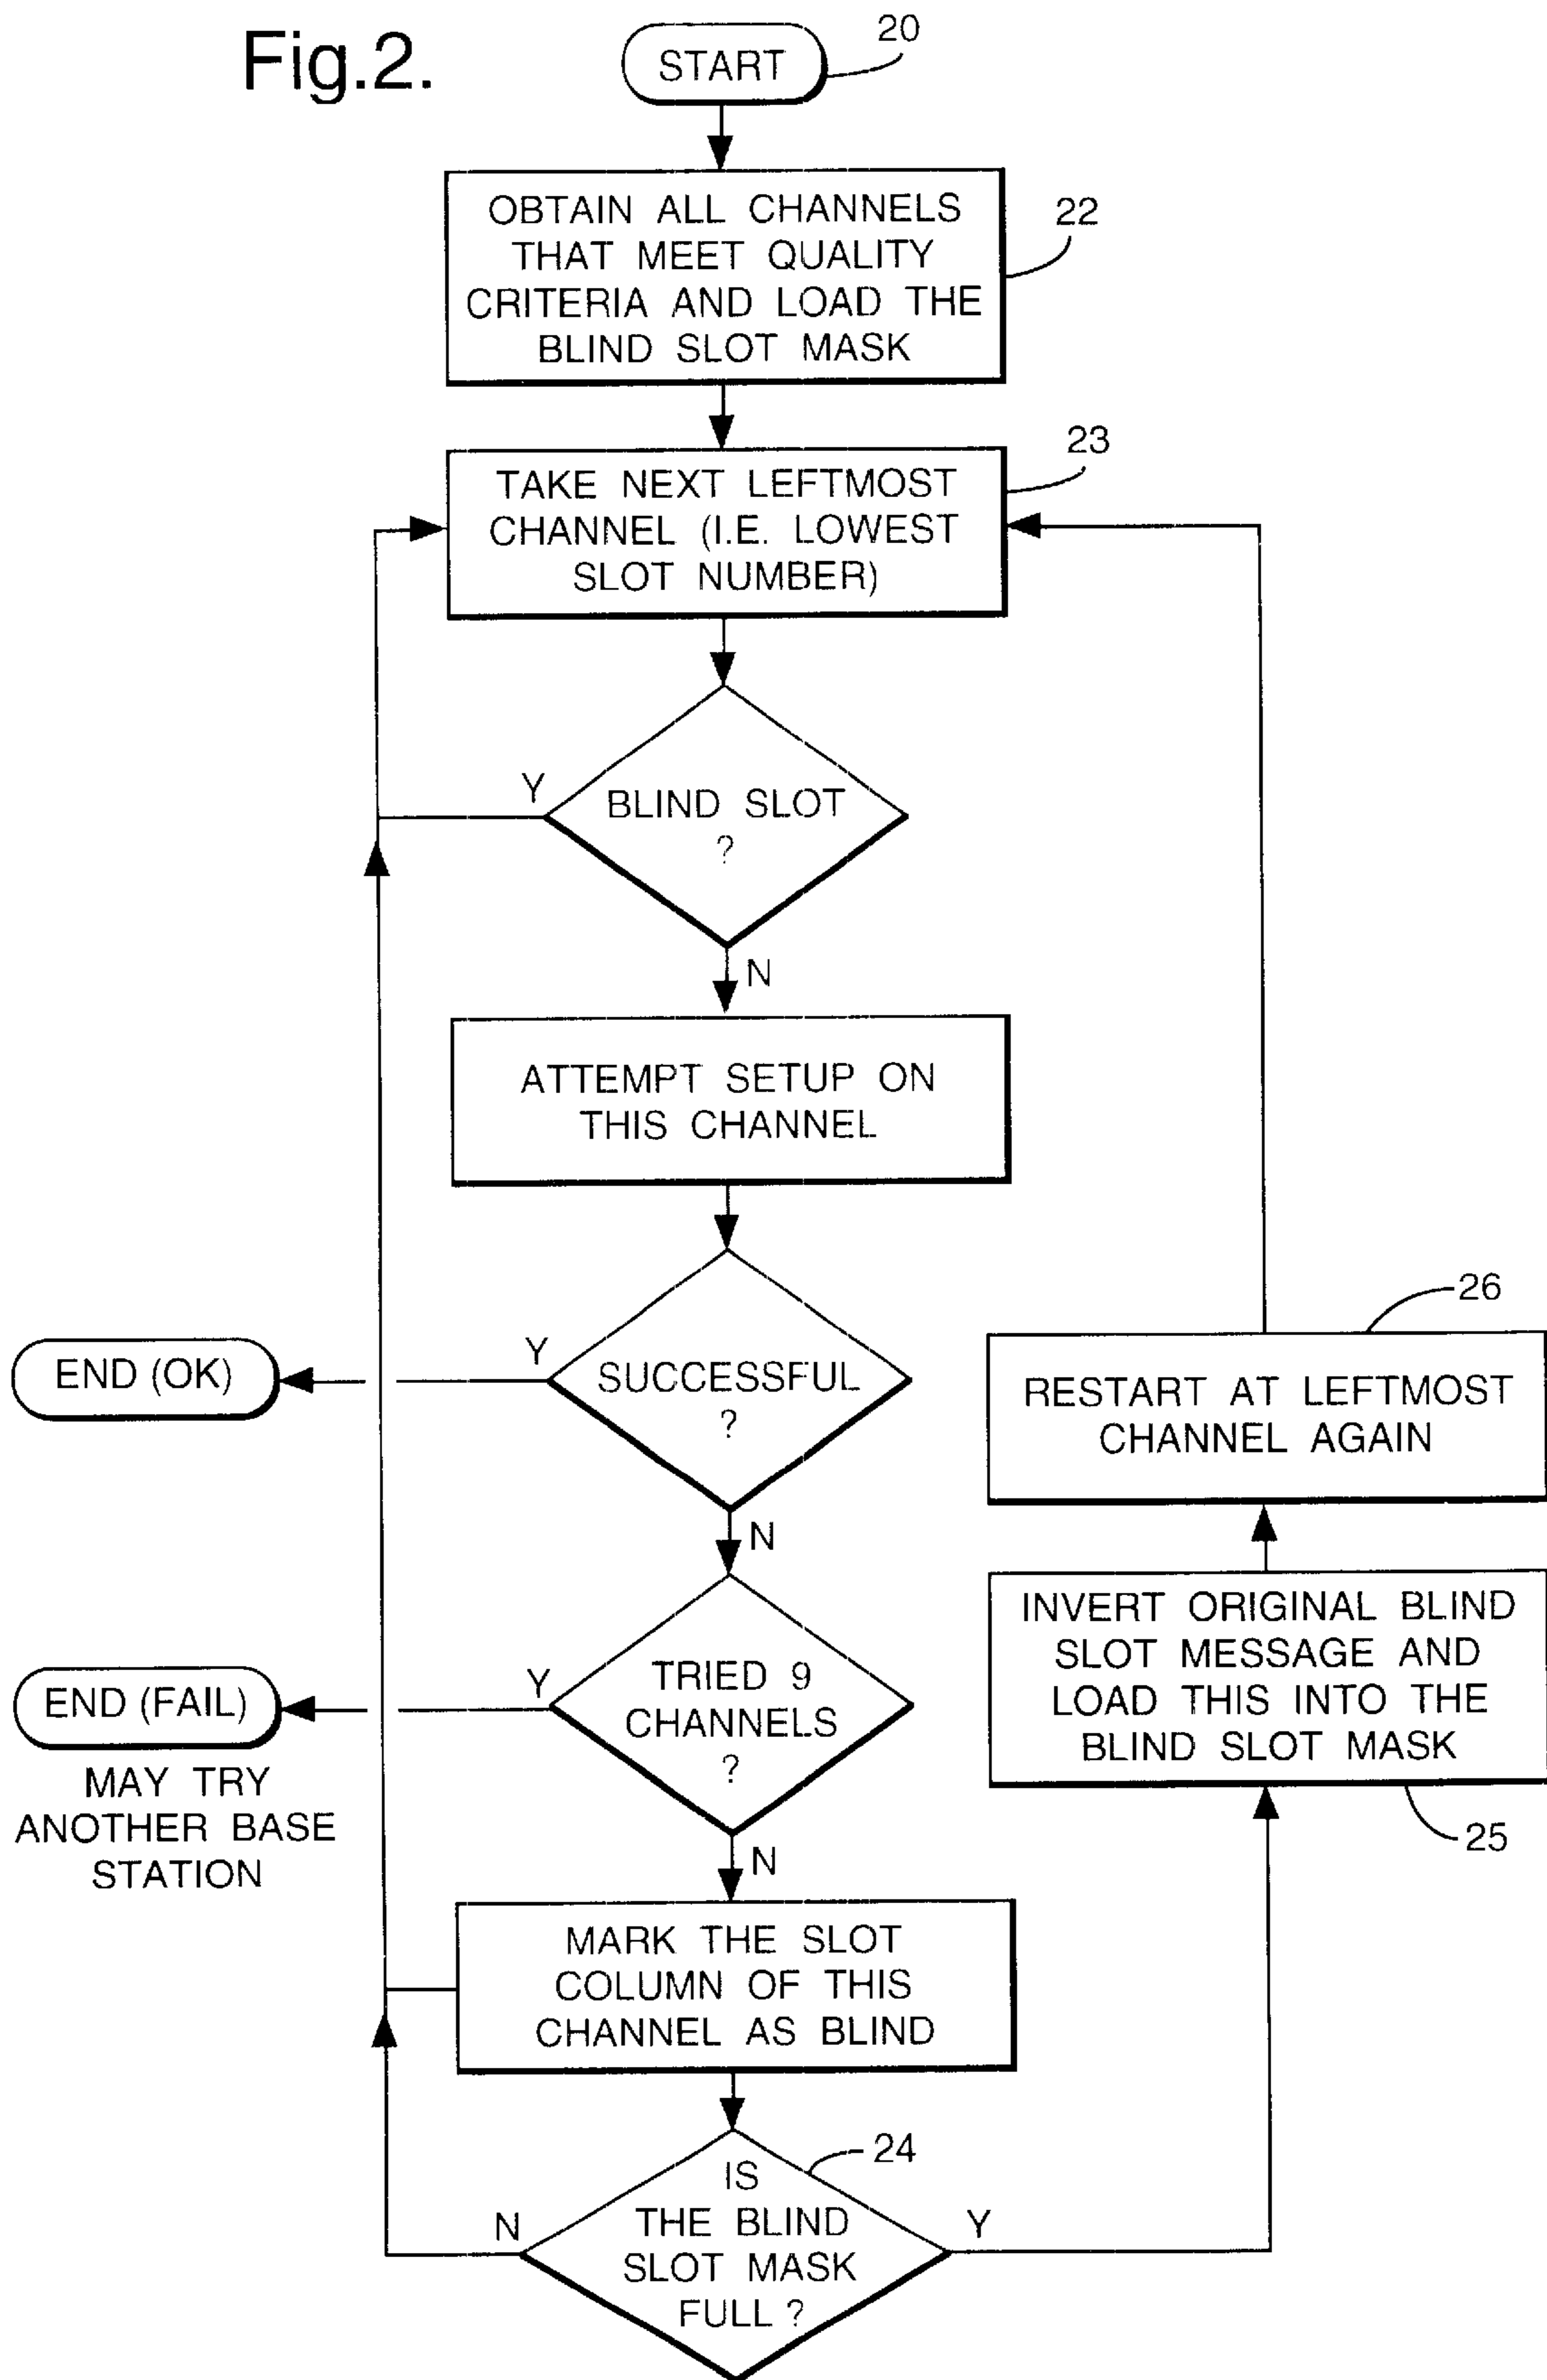 Fig.2.
START
20
OBTAIN ALL CHANNELS
THAT MEET QUALITY
CRITERIA AND LOAD THE
BLIND SLOT MASK
22
TAKE NEXT LEFTMOST
CHANNEL (I.E. LOWEST
SLOT NUMBER)
23
Y
BLIND SLOT
?
N
ATTEMPT SETUP ON
THIS CHANNEL
END (OK)
Y
SUCCESSFUL
?
N
26
RESTART AT LEFTMOST
CHANNEL AGAIN
INVERT ORIGINAL BLIND
SLOT MESSAGE AND
LOAD THIS INTO THE
BLIND SLOT MASK
25
END (FAIL)
MAY TRY
ANOTHER BASE
STATION
Y
TRIED 9
CHANNELS
?
N
MARK THE SLOT
COLUMN OF THIS
CHANNEL AS BLIND
24
N
IS
THE BLIND
SLOT MASK
FULL ?
Y